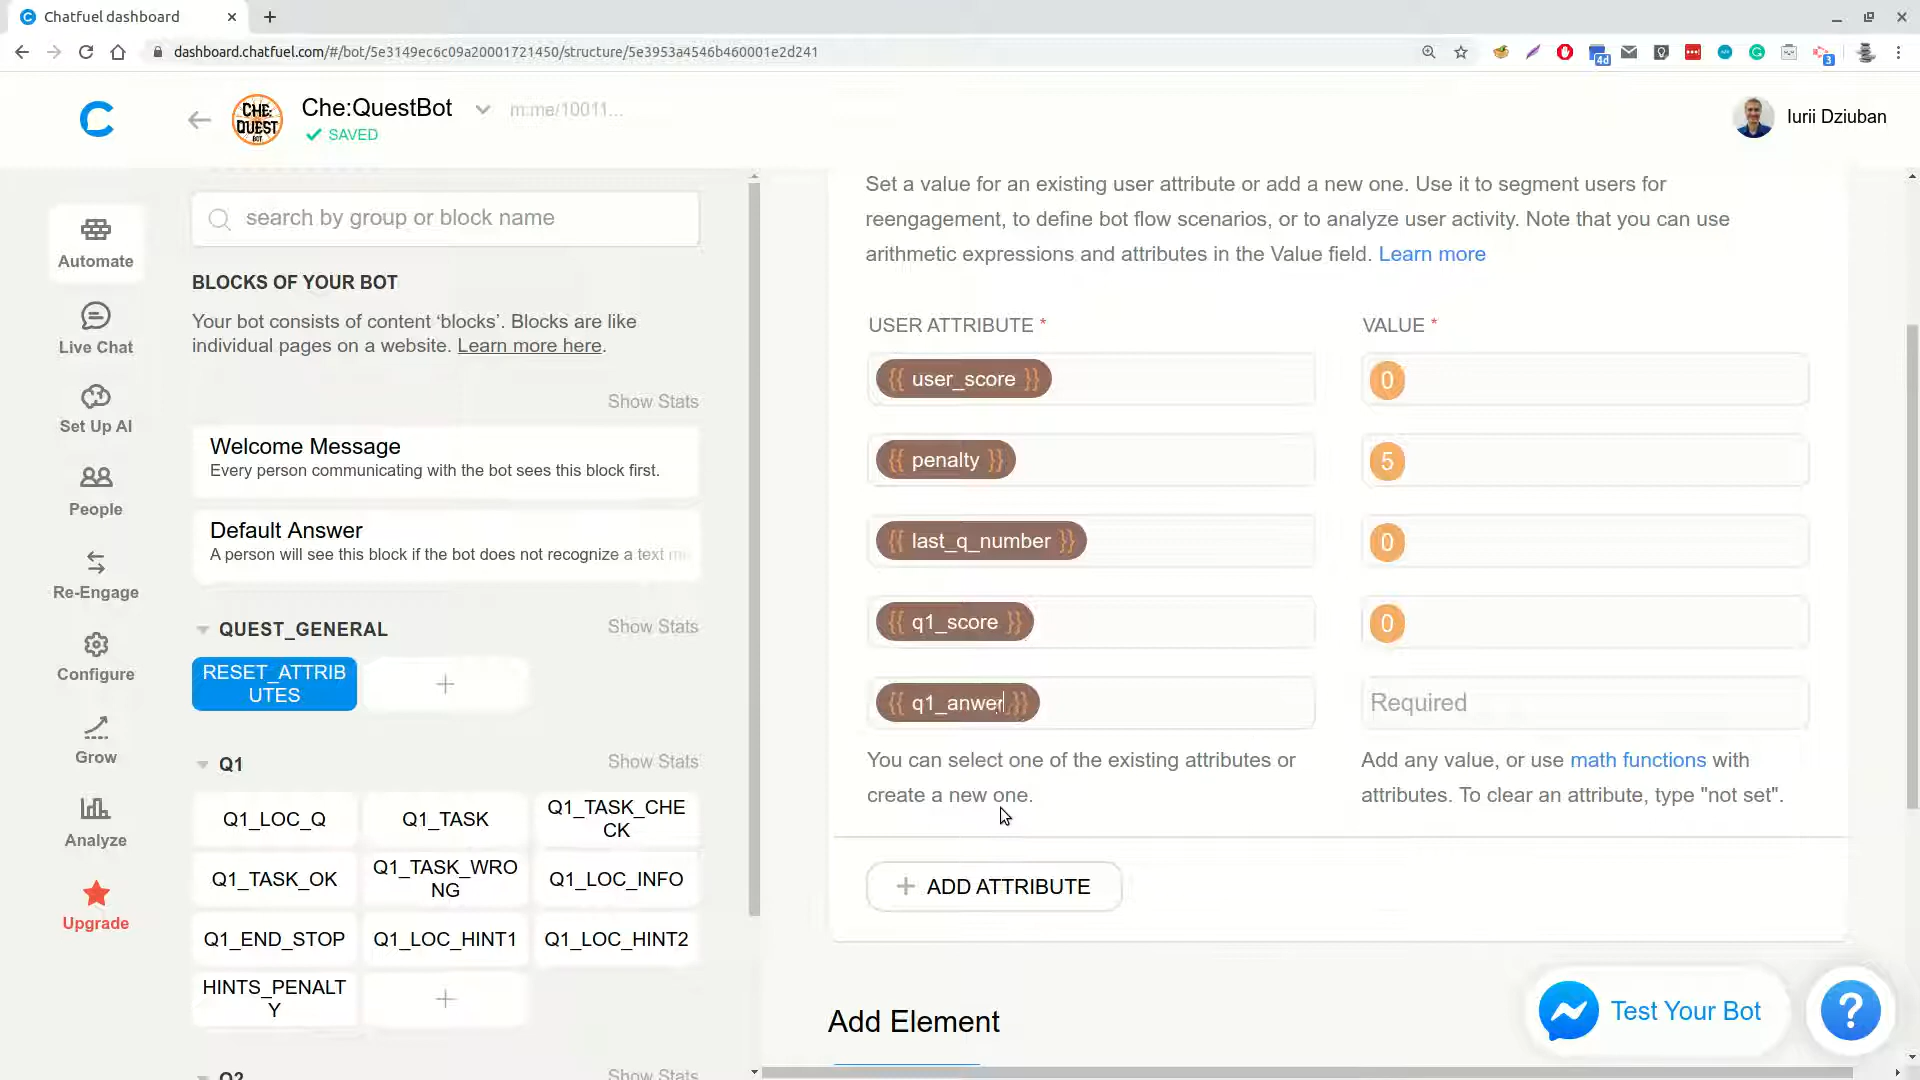 Chatfuel dashboard
dashboard.chatfuel.com/#/bot/5e3149ec6c09a20001721450/structure/5e3953a4546b460001e2d241
4d
3
CHE:
QUEST
BOT
Che:QuestBot
m.me/10011...
SAVED
Iurii Dziuban
Automate
Live Chat
Set Up AI
People
Re-Engage
Configure
Grow
Analyze
Upgrade
search by group or block name
BLOCKS OF YOUR BOT
Your bot consists of content ‘blocks’. Blocks are like
individual pages on a website. Learn more here.
Show Stats
Welcome Message
Every person communicating with the bot sees this block first.
Default Answer
A person will see this block if the bot does not recognize a text me
QUEST_GENERAL
Show Stats
RESET_ATTRIB
UTES
Q1
Show Stats
Q1_LOC_Q
Q1_TASK
Q1_TASK_CHE
CK
Q1_TASK_OK
Q1_TASK_WRO
NG
Q1_LOC_INFO
Q1_END_STOP
Q1_LOC_HINT1
Q1_LOC_HINT2
HINTS_PENALT
Y
Q2
Show Stats
Set a value for an existing user attribute or add a new one. Use it to segment users for
reengagement, to define bot flow scenarios, or to analyze user activity. Note that you can use
arithmetic expressions and attributes in the Value field. Learn more
USER ATTRIBUTE *
VALUE *
{{ user_score }}
0
{{ penalty }}
5
{{ last_q_number }}
0
{{ q1_score }}
0
{{ q1_anwer }}
Required
You can select one of the existing attributes or
create a new one.
Add any value, or use math functions with
attributes. To clear an attribute, type "not set".
+ ADD ATTRIBUTE
Add Element
Test Your Bot
?